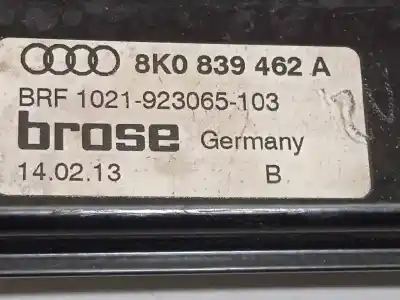 8K0 839 462 A
BRF 1021-923065-103
brose Germany
14.02.13 B